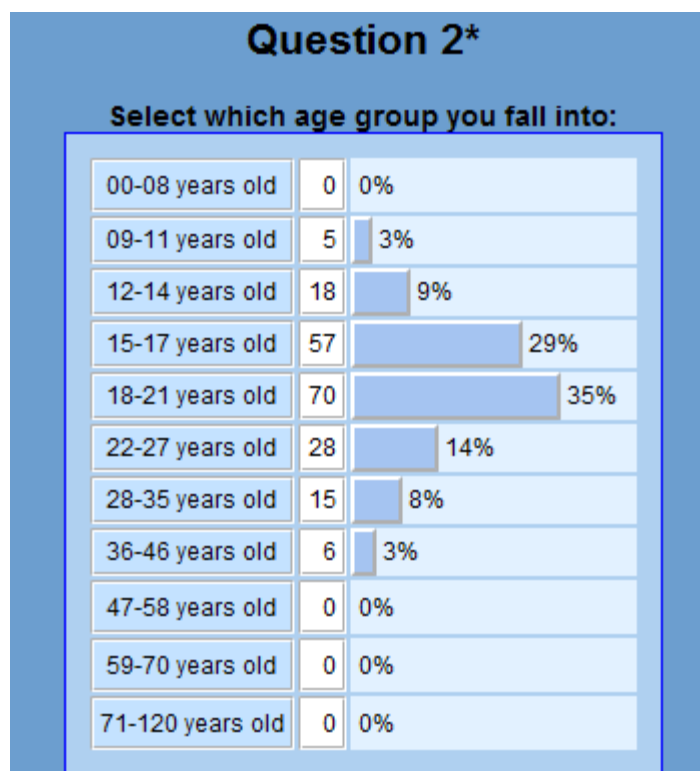 Question 2*
Select which age group you fall into:
00-08 years old 0 0%
09-11 years old 5 3%
12-14 years old 18 9%
15-17 years old 57 29%
18-21 years old 70 35%
22-27 years old 28 14%
28-35 years old 15 8%
36-46 years old 6 3%
47-58 years old 0 0%
59-70 years old 0 0%
71-120 years old 0 0%